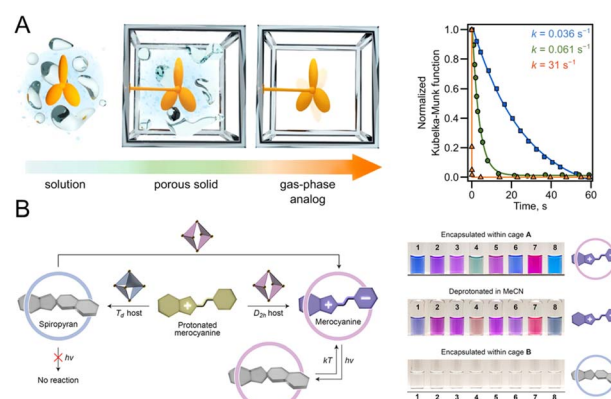 A
solution
porous solid
gas-phase
analog
Normalized
Kubelka-Munk function
1.0
0.8
0.6
0.4
0.2
0.0
k = 0.036 s⁻¹
k = 0.061 s⁻¹
k = 31 s⁻¹
0 20 40 60
Time, s
B
Spiropyran
Td host
Protonated
merocyanine
D2h host
Merocyanine
hν
No reaction
kT
hν
Encapsulated within cage A
1 2 3 4 5 6 7 8
Deprotonated in MeCN
1 2 3 4 5 6 7 8
Encapsulated within cage B
1 2 3 4 5 6 7 8